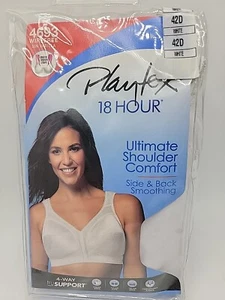 42D
WHITE
42D
WHITE
4693
Playtex
18 HOUR
Ultimate
Shoulder
Comfort
Side & Back
Smoothing
4-WAY
SUPPORT